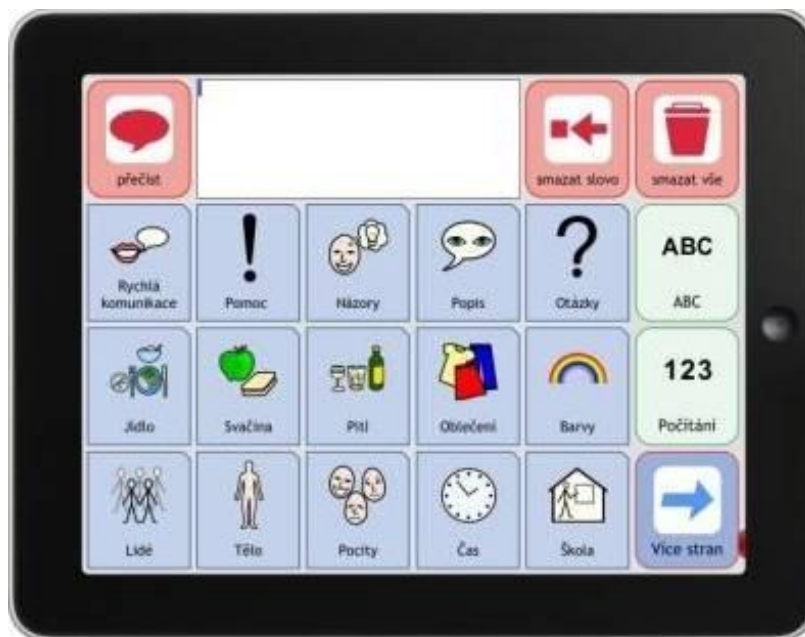 přečíst
smazat slovo
smazat vše
Rychlá
komunikace
Pomoc
Názory
Popis
Otázky
ABC
ABC
Jídlo
Svačina
Pití
Oblečení
Barvy
123
Počítání
Lidé
Tělo
Pocity
Čas
Škola
Více stran